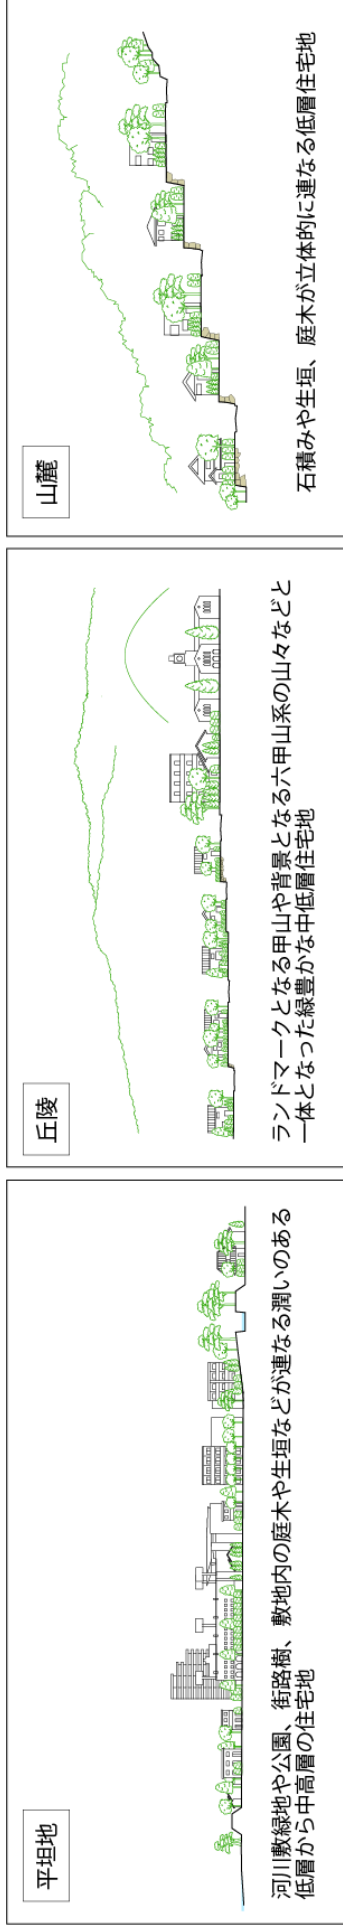 平坦地
河川敷緑地や公園、街路樹、敷地内の庭木や生垣などが連なる潤いのある
低層から中高層の住宅地
丘陵
ランドマークとなる甲山や背景となる六甲山系の山々などと
一体となった緑豊かな中低層住宅地
山麓
石積みや生垣、庭木が立体的に連なる低層住宅地